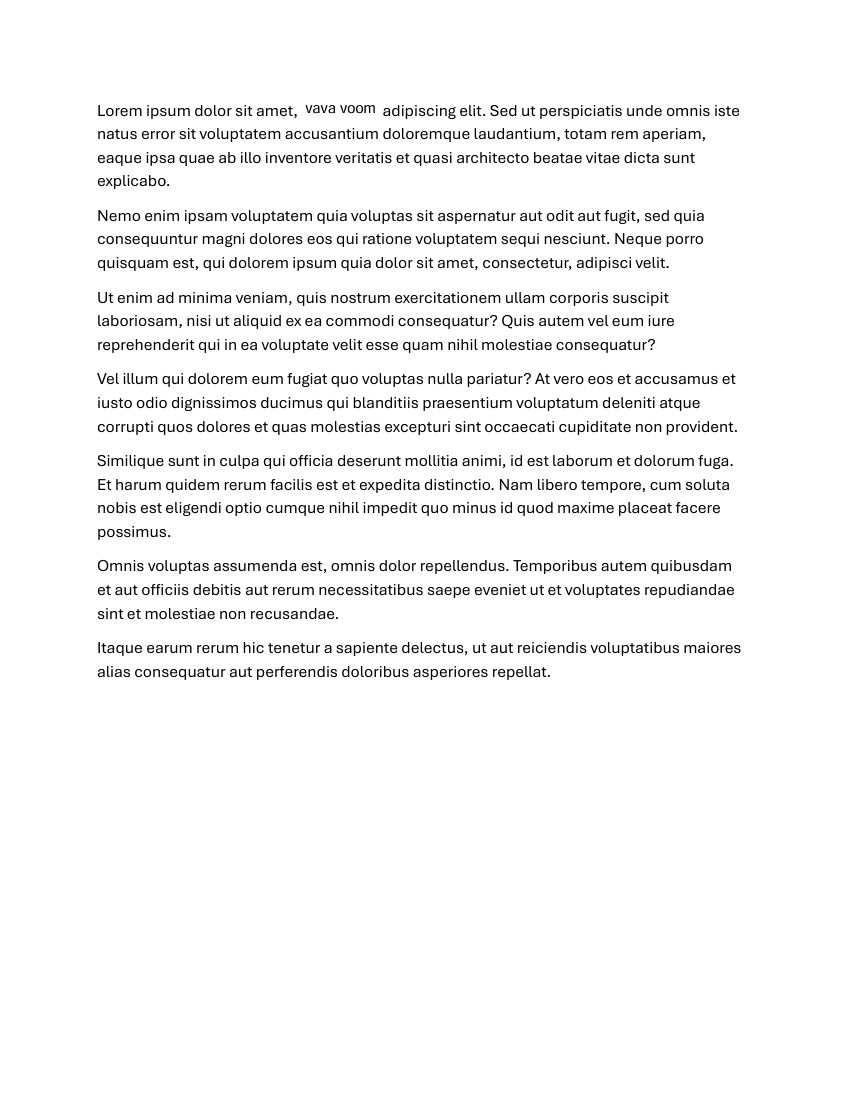 Lorem ipsum dolor sit amet, vava voom adipiscing elit. Sed ut perspiciatis unde omnis iste
natus error sit voluptatem accusantium doloremque laudantium, totam rem aperiam,
eaque ipsa quae ab illo inventore veritatis et quasi architecto beatae vitae dicta sunt
explicabo.
Nemo enim ipsam voluptatem quia voluptas sit aspernatur aut odit aut fugit, sed quia
consequuntur magni dolores eos qui ratione voluptatem sequi nesciunt. Neque porro
quisquam est, qui dolorem ipsum quia dolor sit amet, consectetur, adipisci velit.
Ut enim ad minima veniam, quis nostrum exercitationem ullam corporis suscipit
laboriosam, nisi ut aliquid ex ea commodi consequatur? Quis autem vel eum iure
reprehenderit qui in ea voluptate velit esse quam nihil molestiae consequatur?
Vel illum qui dolorem eum fugiat quo voluptas nulla pariatur? At vero eos et accusamus et
iusto odio dignissimos ducimus qui blanditiis praesentium voluptatum deleniti atque
corrupti quos dolores et quas molestias excepturi sint occaecati cupiditate non provident.
Similique sunt in culpa qui officia deserunt mollitia animi, id est laborum et dolorum fuga.
Et harum quidem rerum facilis est et expedita distinctio. Nam libero tempore, cum soluta
nobis est eligendi optio cumque nihil impedit quo minus id quod maxime placeat facere
possimus.
Omnis voluptas assumenda est, omnis dolor repellendus. Temporibus autem quibusdam
et aut officiis debitis aut rerum necessitatibus saepe eveniet ut et voluptates repudiandae
sint et molestiae non recusandae.
Itaque earum rerum hic tenetur a sapiente delectus, ut aut reiciendis voluptatibus maiores
alias consequatur aut perferendis doloribus asperiores repellat.